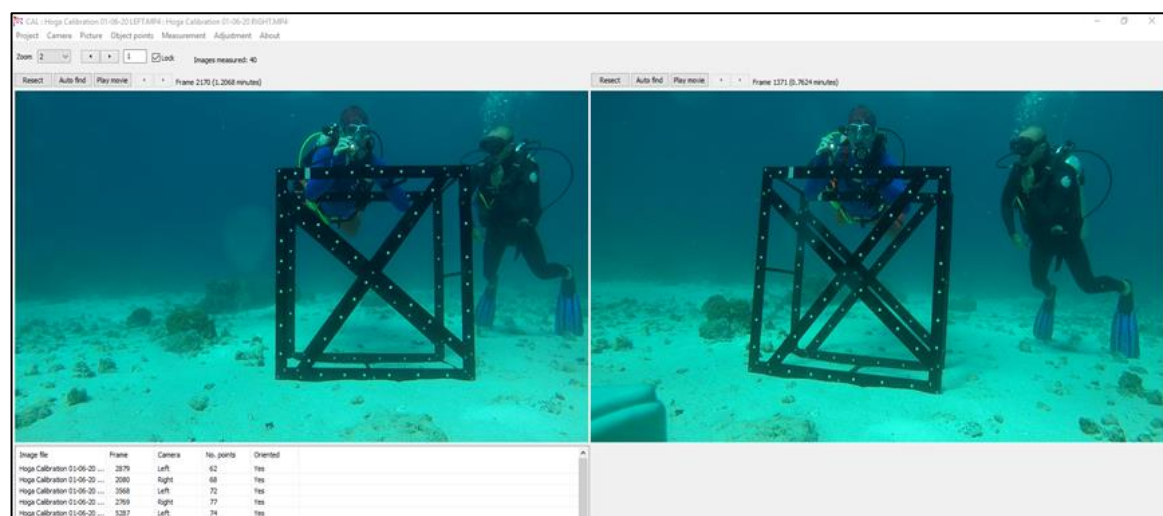 CAL : Hoga Calibration 01-06-20 LEFT.MP4 : Hoga Calibration 01-06-20 RIGHT.MP4
Project Camera Picture Object points Measurement Adjustment About
Zoom: 2 1 Lock Images measured: 40
Resect Auto find Play movie Frame 2170 (1.2068 minutes)
Resect Auto find Play movie Frame 1371 (0.7624 minutes)
Image file Frame Camera No. points Oriented
Hoga Calibration 01-06-20 ... 2879 Left 62 Yes
Hoga Calibration 01-06-20 ... 2080 Right 68 Yes
Hoga Calibration 01-06-20 ... 3568 Left 72 Yes
Hoga Calibration 01-06-20 ... 2769 Right 77 Yes
Hoga Calibration 01-06-20 ... 5287 Left 74 Yes